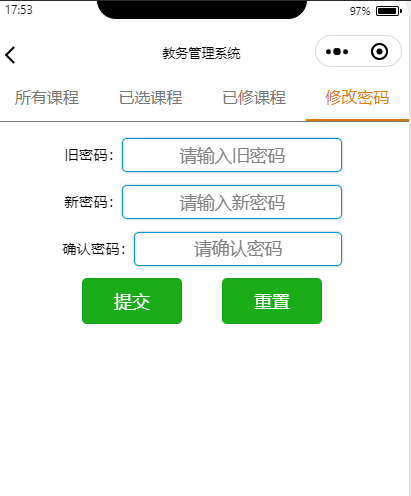 17:53 97%
教务管理系统
所有课程 已选课程 已修课程 修改密码
旧密码： 请输入旧密码
新密码： 请输入新密码
确认密码： 请确认密码
提交 重置